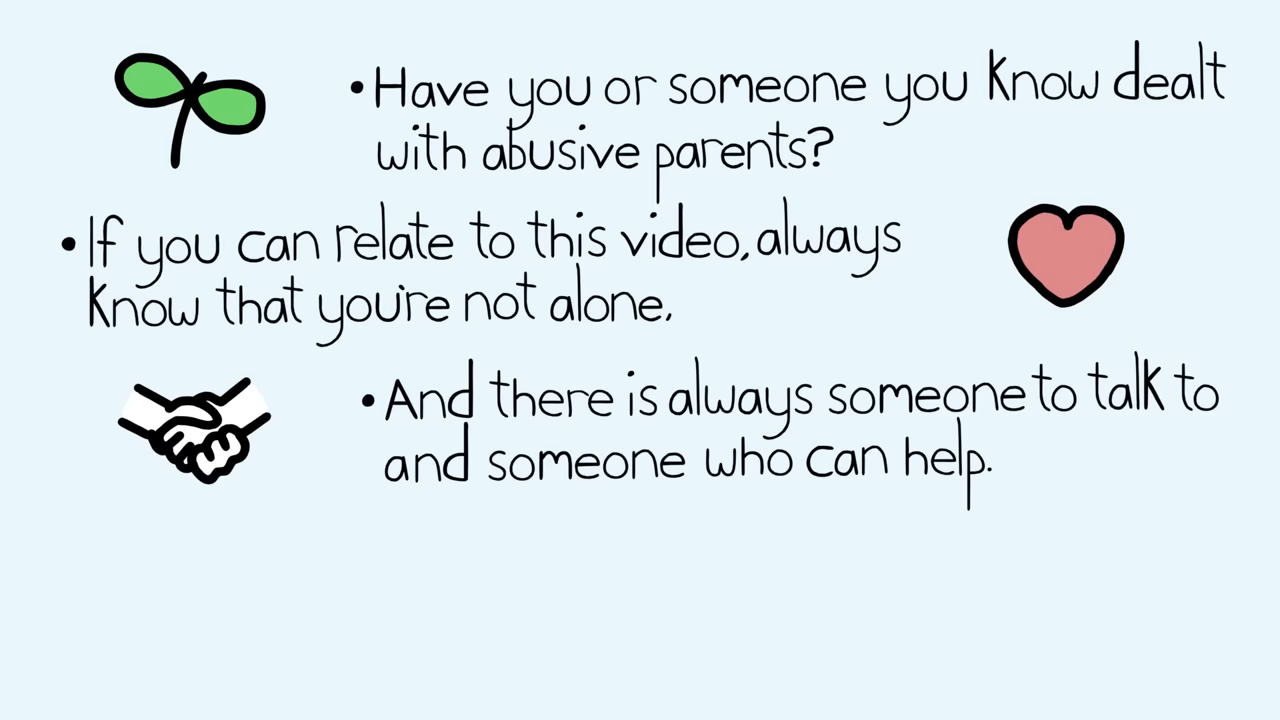 •Have you or someone you know dealt
with abusive parents?
•If you can relate to this video, always
know that you're not alone.
•And there is always someone to talk to
and someone who can help.